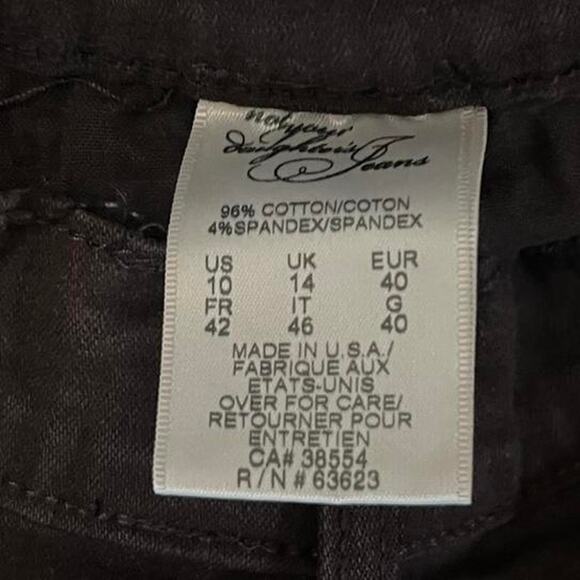 not your
daughter's Jeans
96% COTTON/COTON
4%SPANDEX/SPANDEX
US UK EUR
10 14 40
FR IT G
42 46 40
MADE IN U.S.A./
FABRIQUE AUX
ETATS-UNIS
OVER FOR CARE/
RETOURNER POUR
ENTRETIEN
CA# 38554
R/N # 63623